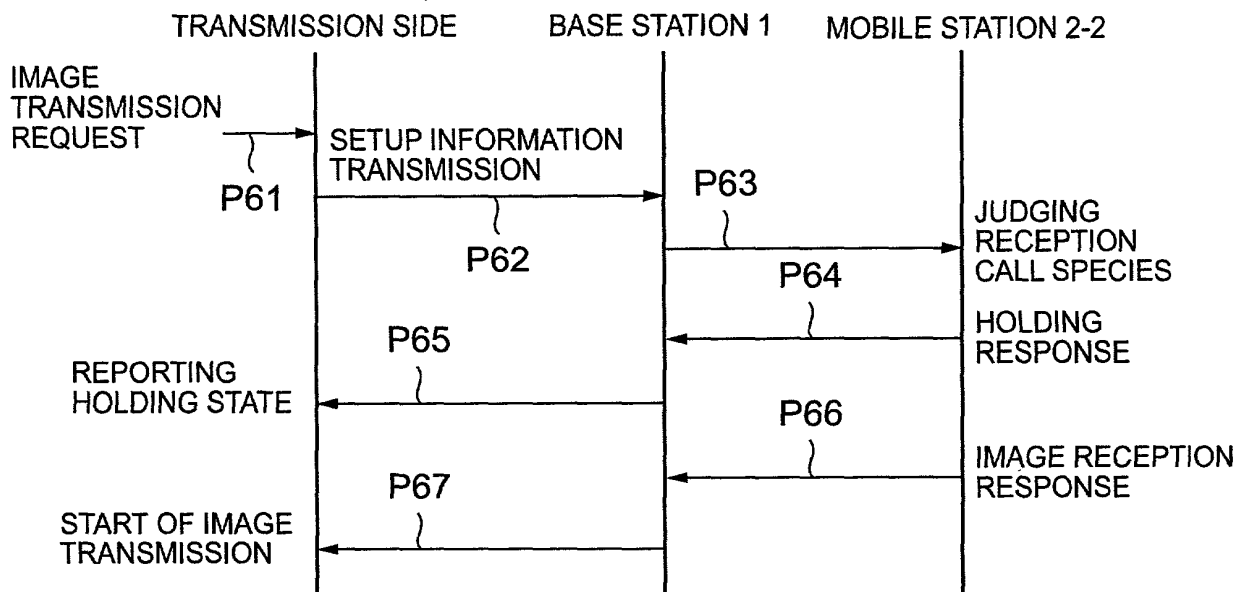 TRANSMISSION SIDE
BASE STATION 1
MOBILE STATION 2-2
IMAGE
TRANSMISSION
REQUEST
P61
SETUP INFORMATION
TRANSMISSION
P62
P63
JUDGING
RECEPTION
CALL SPECIES
P64
HOLDING
RESPONSE
P65
REPORTING
HOLDING STATE
P66
IMAGE RECEPTION
RESPONSE
P67
START OF IMAGE
TRANSMISSION